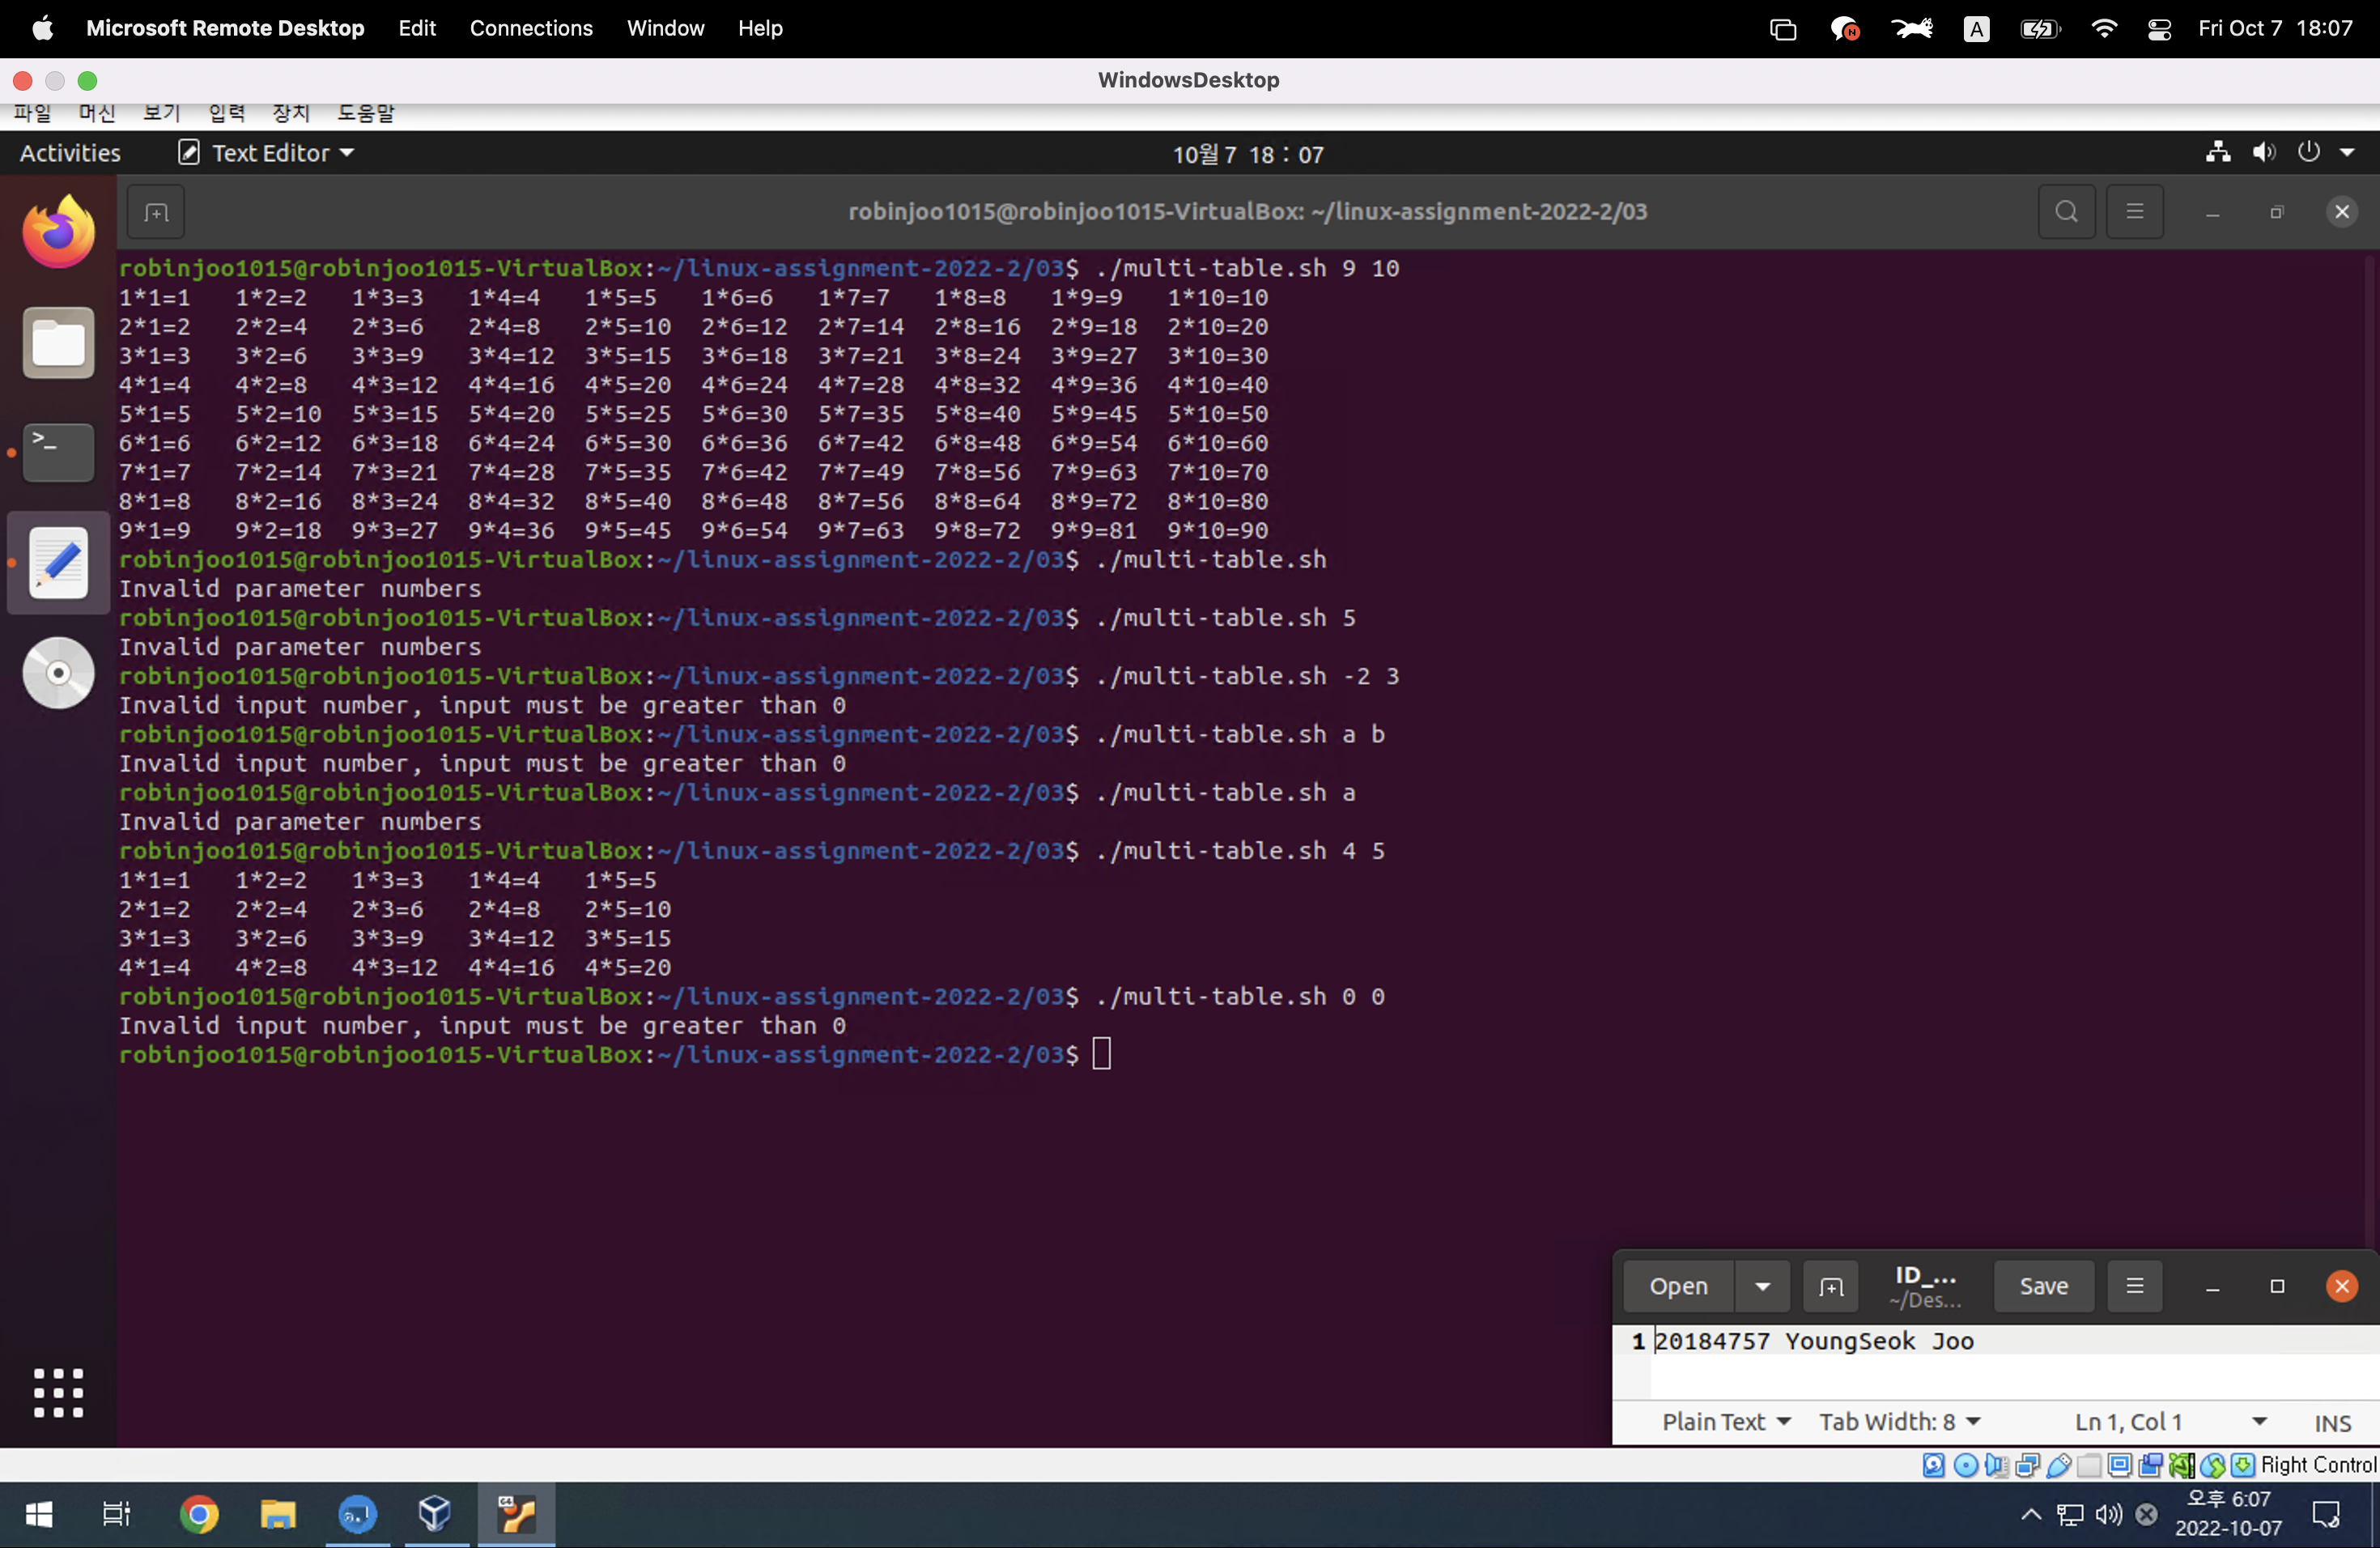 Microsoft Remote Desktop Edit Connections Window Help A Fri Oct 7 18:07
WindowsDesktop
파일 머신 보기 입력 장치 도움말
Activities Text Editor 10월 7 18 : 07
robinjoo1015@robinjoo1015-VirtualBox: ~/linux-assignment-2022-2/03
robinjoo1015@robinjoo1015-VirtualBox:~/linux-assignment-2022-2/03$ ./multi-table.sh 9 10
1*1=1 1*2=2 1*3=3 1*4=4 1*5=5 1*6=6 1*7=7 1*8=8 1*9=9 1*10=10
2*1=2 2*2=4 2*3=6 2*4=8 2*5=10 2*6=12 2*7=14 2*8=16 2*9=18 2*10=20
3*1=3 3*2=6 3*3=9 3*4=12 3*5=15 3*6=18 3*7=21 3*8=24 3*9=27 3*10=30
4*1=4 4*2=8 4*3=12 4*4=16 4*5=20 4*6=24 4*7=28 4*8=32 4*9=36 4*10=40
5*1=5 5*2=10 5*3=15 5*4=20 5*5=25 5*6=30 5*7=35 5*8=40 5*9=45 5*10=50
6*1=6 6*2=12 6*3=18 6*4=24 6*5=30 6*6=36 6*7=42 6*8=48 6*9=54 6*10=60
7*1=7 7*2=14 7*3=21 7*4=28 7*5=35 7*6=42 7*7=49 7*8=56 7*9=63 7*10=70
8*1=8 8*2=16 8*3=24 8*4=32 8*5=40 8*6=48 8*7=56 8*8=64 8*9=72 8*10=80
9*1=9 9*2=18 9*3=27 9*4=36 9*5=45 9*6=54 9*7=63 9*8=72 9*9=81 9*10=90
robinjoo1015@robinjoo1015-VirtualBox:~/linux-assignment-2022-2/03$ ./multi-table.sh
Invalid parameter numbers
robinjoo1015@robinjoo1015-VirtualBox:~/linux-assignment-2022-2/03$ ./multi-table.sh 5
Invalid parameter numbers
robinjoo1015@robinjoo1015-VirtualBox:~/linux-assignment-2022-2/03$ ./multi-table.sh -2 3
Invalid input number, input must be greater than 0
robinjoo1015@robinjoo1015-VirtualBox:~/linux-assignment-2022-2/03$ ./multi-table.sh a b
Invalid input number, input must be greater than 0
robinjoo1015@robinjoo1015-VirtualBox:~/linux-assignment-2022-2/03$ ./multi-table.sh a
Invalid parameter numbers
robinjoo1015@robinjoo1015-VirtualBox:~/linux-assignment-2022-2/03$ ./multi-table.sh 4 5
1*1=1 1*2=2 1*3=3 1*4=4 1*5=5
2*1=2 2*2=4 2*3=6 2*4=8 2*5=10
3*1=3 3*2=6 3*3=9 3*4=12 3*5=15
4*1=4 4*2=8 4*3=12 4*4=16 4*5=20
robinjoo1015@robinjoo1015-VirtualBox:~/linux-assignment-2022-2/03$ ./multi-table.sh 0 0
Invalid input number, input must be greater than 0
robinjoo1015@robinjoo1015-VirtualBox:~/linux-assignment-2022-2/03$
Open ID_... Save
~/Des...
1 20184757 YoungSeok Joo
Plain Text Tab Width: 8 Ln 1, Col 1 INS
Right Control
오후 6:07
2022-10-07